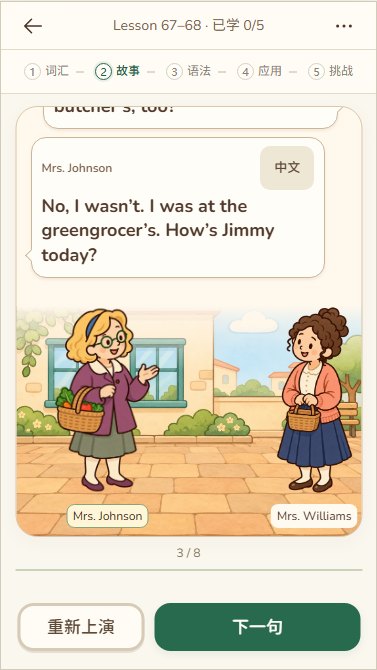 Lesson 67–68 · 已学 0/5
1 词汇 2 故事 3 语法 4 应用 5 挑战
butcher's, too?
Mrs. Johnson
中文
No, I wasn’t. I was at the
greengrocer’s. How’s Jimmy
today?
Mrs. Johnson
Mrs. Williams
3 / 8
重新上演
下一句